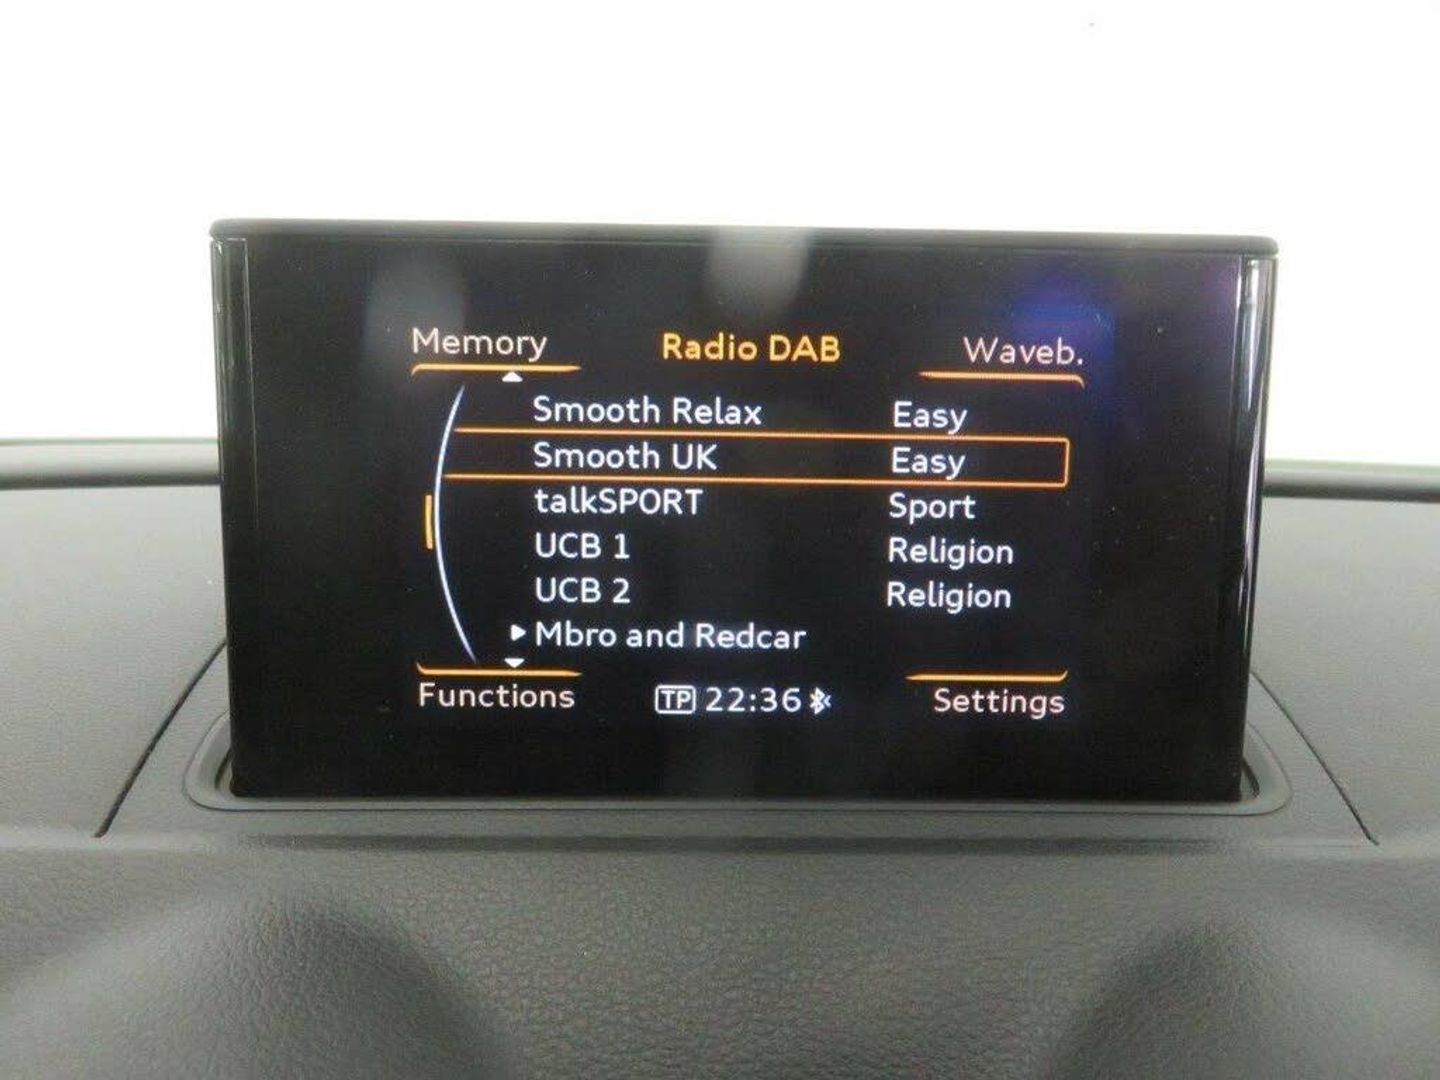 Memory Radio DAB Waveb.
Smooth Relax Easy
Smooth UK Easy
talkSPORT Sport
UCB 1 Religion
UCB 2 Religion
Mbro and Redcar
Functions TP 22:36 Settings